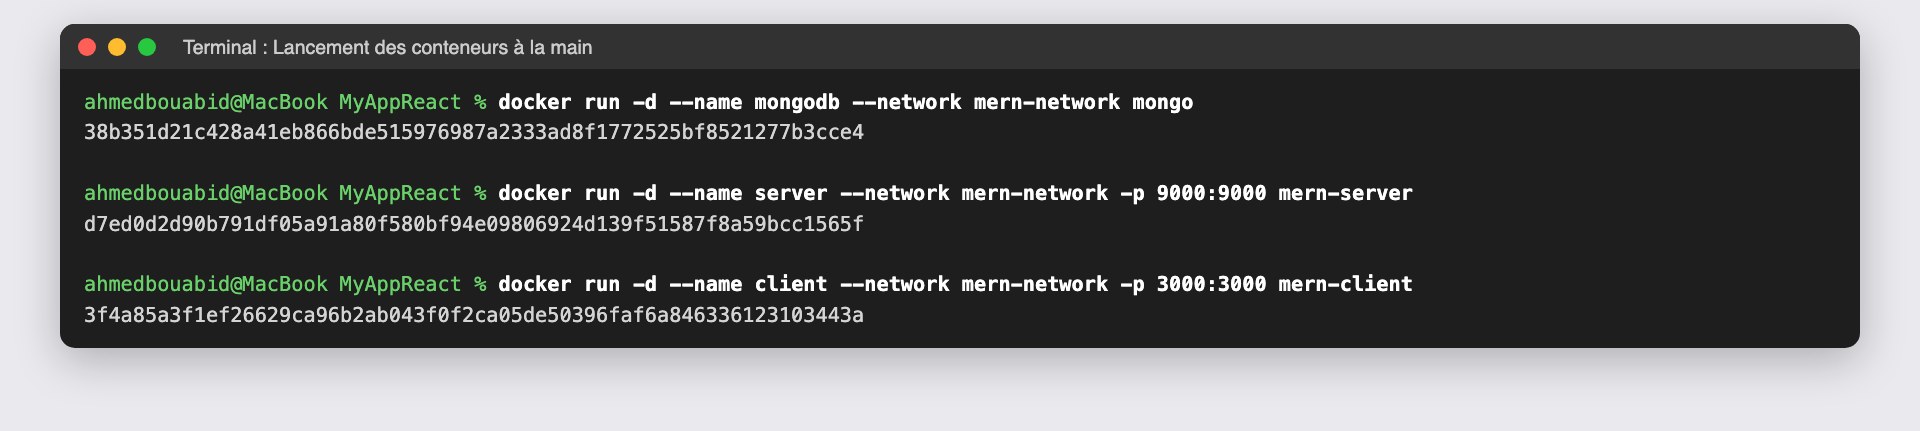 Terminal : Lancement des conteneurs à la main
ahmedbouabid@MacBook MyAppReact % docker run -d --name mongodb --network mern-network mongo
38b351d21c428a41eb866bde515976987a2333ad8f1772525bf8521277b3cce4
ahmedbouabid@MacBook MyAppReact % docker run -d --name server --network mern-network -p 9000:9000 mern-server
d7ed0d2d90b791df05a91a80f580bf94e09806924d139f51587f8a59bcc1565f
ahmedbouabid@MacBook MyAppReact % docker run -d --name client --network mern-network -p 3000:3000 mern-client
3f4a85a3f1ef26629ca96b2ab043f0f2ca05de50396faf6a846336123103443a